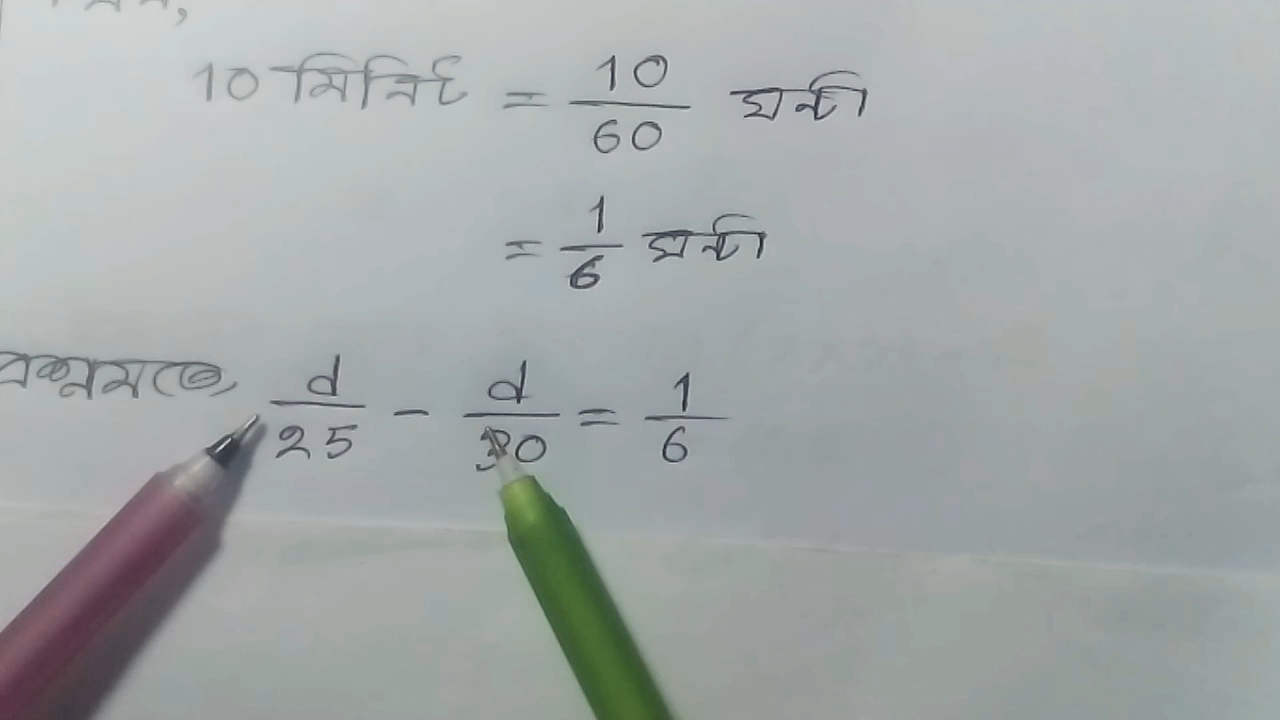 10 মিনিট = 10/60 ঘন্টা
= 1/6 ঘন্টা
প্রশ্নমতে, d/25 - d/30 = 1/6